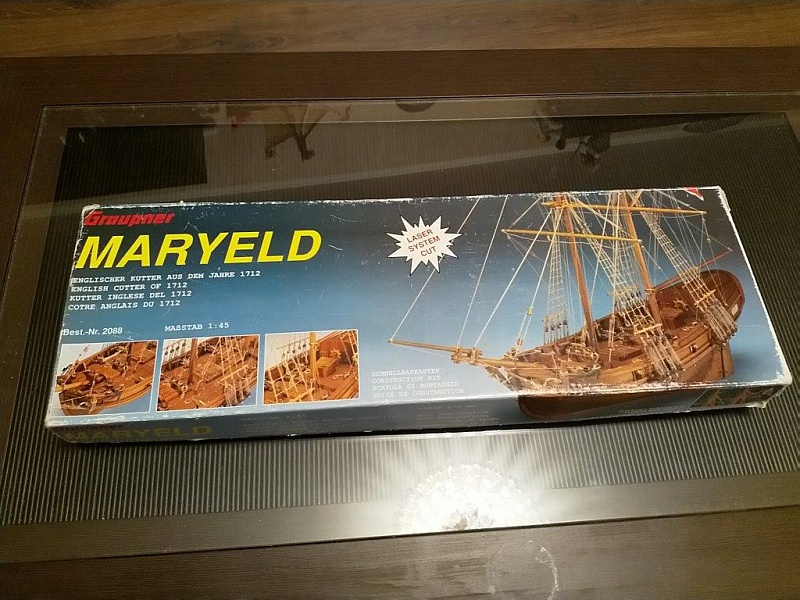 Graupner
MARYELD
ENGLISCHER KUTTER AUS DEM JAHRE 1712
ENGLISH CUTTER OF 1712
KUTTER INGLESE DEL 1712
COTRE ANGLAIS DU 1712
Best.-Nr. 2088
MAßSTAB 1:45
LASER
SYSTEM
CUT
SCHNELLBAUKASTEN
CONSTRUCTION KIT
SCATOLA DI MONTAGGIO
BOITE DE CONSTRUCTION
MARYELD